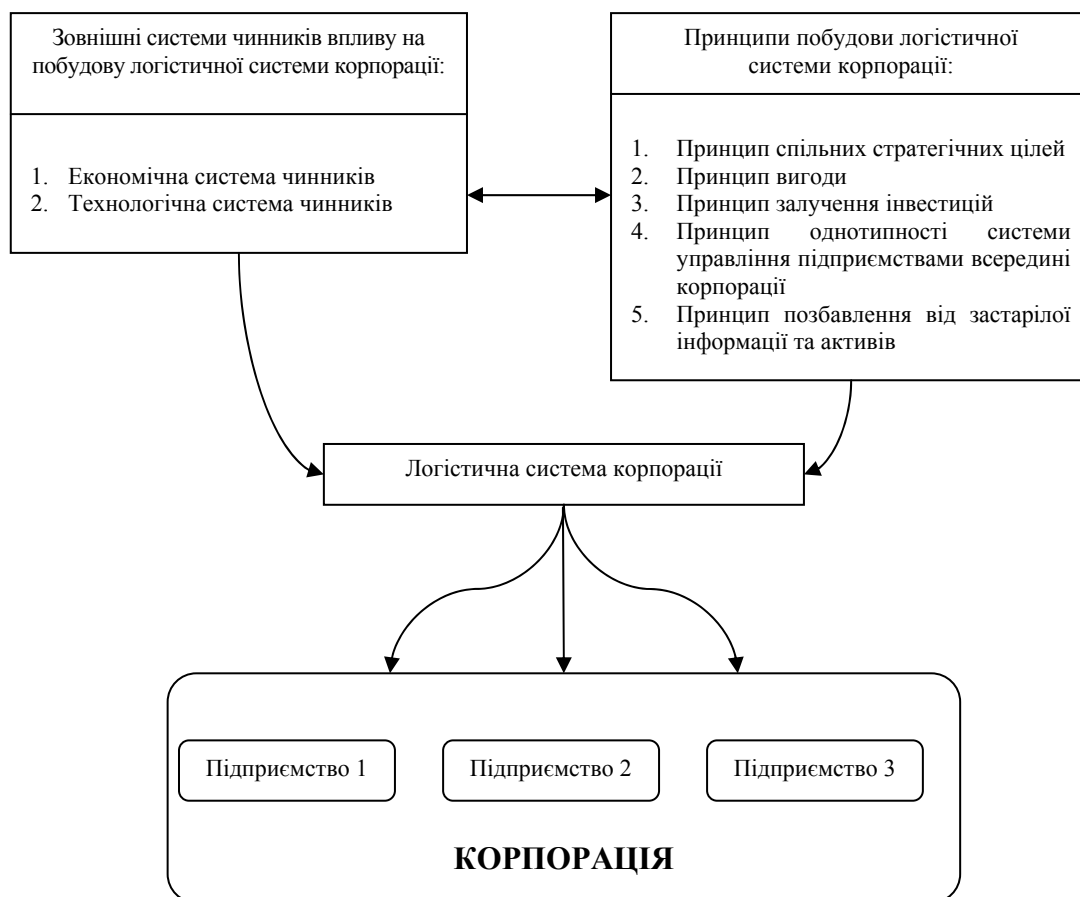 Зовнішні системи чинників впливу на
побудову логістичної системи корпорації:
1. Економічна система чинників
2. Технологічна система чинників
Принципи побудови логістичної
системи корпорації:
1. Принцип спільних стратегічних цілей
2. Принцип вигоди
3. Принцип залучення інвестицій
4. Принцип однотипності системи
управління підприємствами всередині
корпорації
5. Принцип позбавлення від застарілої
інформації та активів
Логістична система корпорації
Підприємство 1
Підприємство 2
Підприємство 3
КОРПОРАЦІЯ